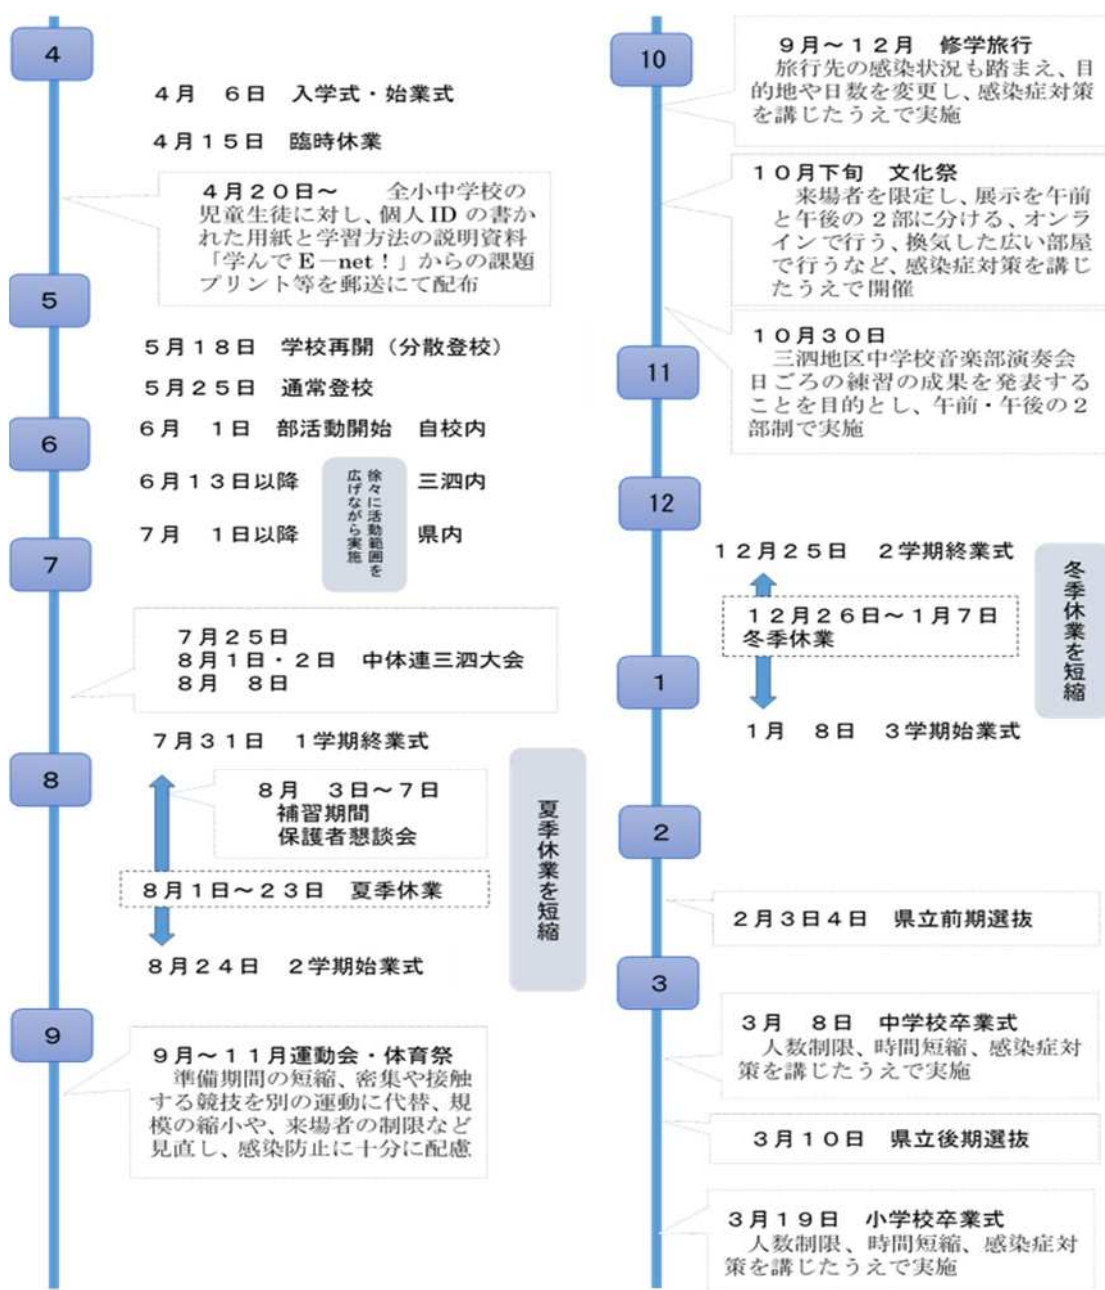 4
4月　6日　入学式・始業式
4月15日　臨時休業
4月20日～　　全小中学校の
児童生徒に対し、個人IDの書か
れた用紙と学習方法の説明資料
「学んでE－net！」からの課題
プリント等を郵送にて配布
5
5月18日　学校再開（分散登校）
5月25日　通常登校
6
6月　1日　部活動開始　自校内
6月13日以降
徐々に活動範囲を
広げながら実施
三泗内
7月　1日以降
県内
7
7月25日
8月1日・2日　中体連三泗大会
8月　8日
7月31日　1学期終業式
8
8月　3日～7日
補習期間
保護者懇談会
8月1日～23日　夏季休業
夏季休業を短縮
8月24日　2学期始業式
9
9月～11月運動会・体育祭
準備期間の短縮、密集や接触
する競技を別の運動に代替、規
模の縮小や、来場者の制限など
見直し、感染防止に十分に配慮
10
9月～12月　修学旅行
旅行先の感染状況も踏まえ、目
的地や日数を変更し、感染症対策
を講じたうえで実施
10月下旬　文化祭
来場者を限定し、展示を午前
と午後の2部に分ける、オンラ
インで行う、換気した広い部屋
で行うなど、感染症対策を講じ
たうえで開催
10月30日
三泗地区中学校音楽部演奏会
日ごろの練習の成果を発表する
ことを目的とし、午前・午後の2
部制で実施
11
12
12月25日　2学期終業式
12月26日～1月7日
冬季休業
冬季休業を短縮
1
1月　8日　3学期始業式
2
2月3日4日　県立前期選抜
3
3月　8日　中学校卒業式
人数制限、時間短縮、感染症対
策を講じたうえで実施
3月10日　県立後期選抜
3月19日　小学校卒業式
人数制限、時間短縮、感染症対
策を講じたうえで実施